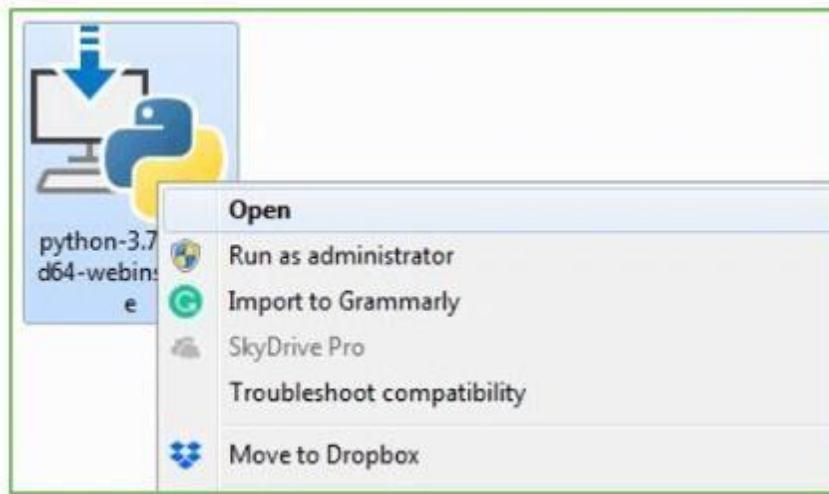 python-3.7
d64-webins
e
Open
Run as administrator
Import to Grammarly
SkyDrive Pro
Troubleshoot compatibility
Move to Dropbox